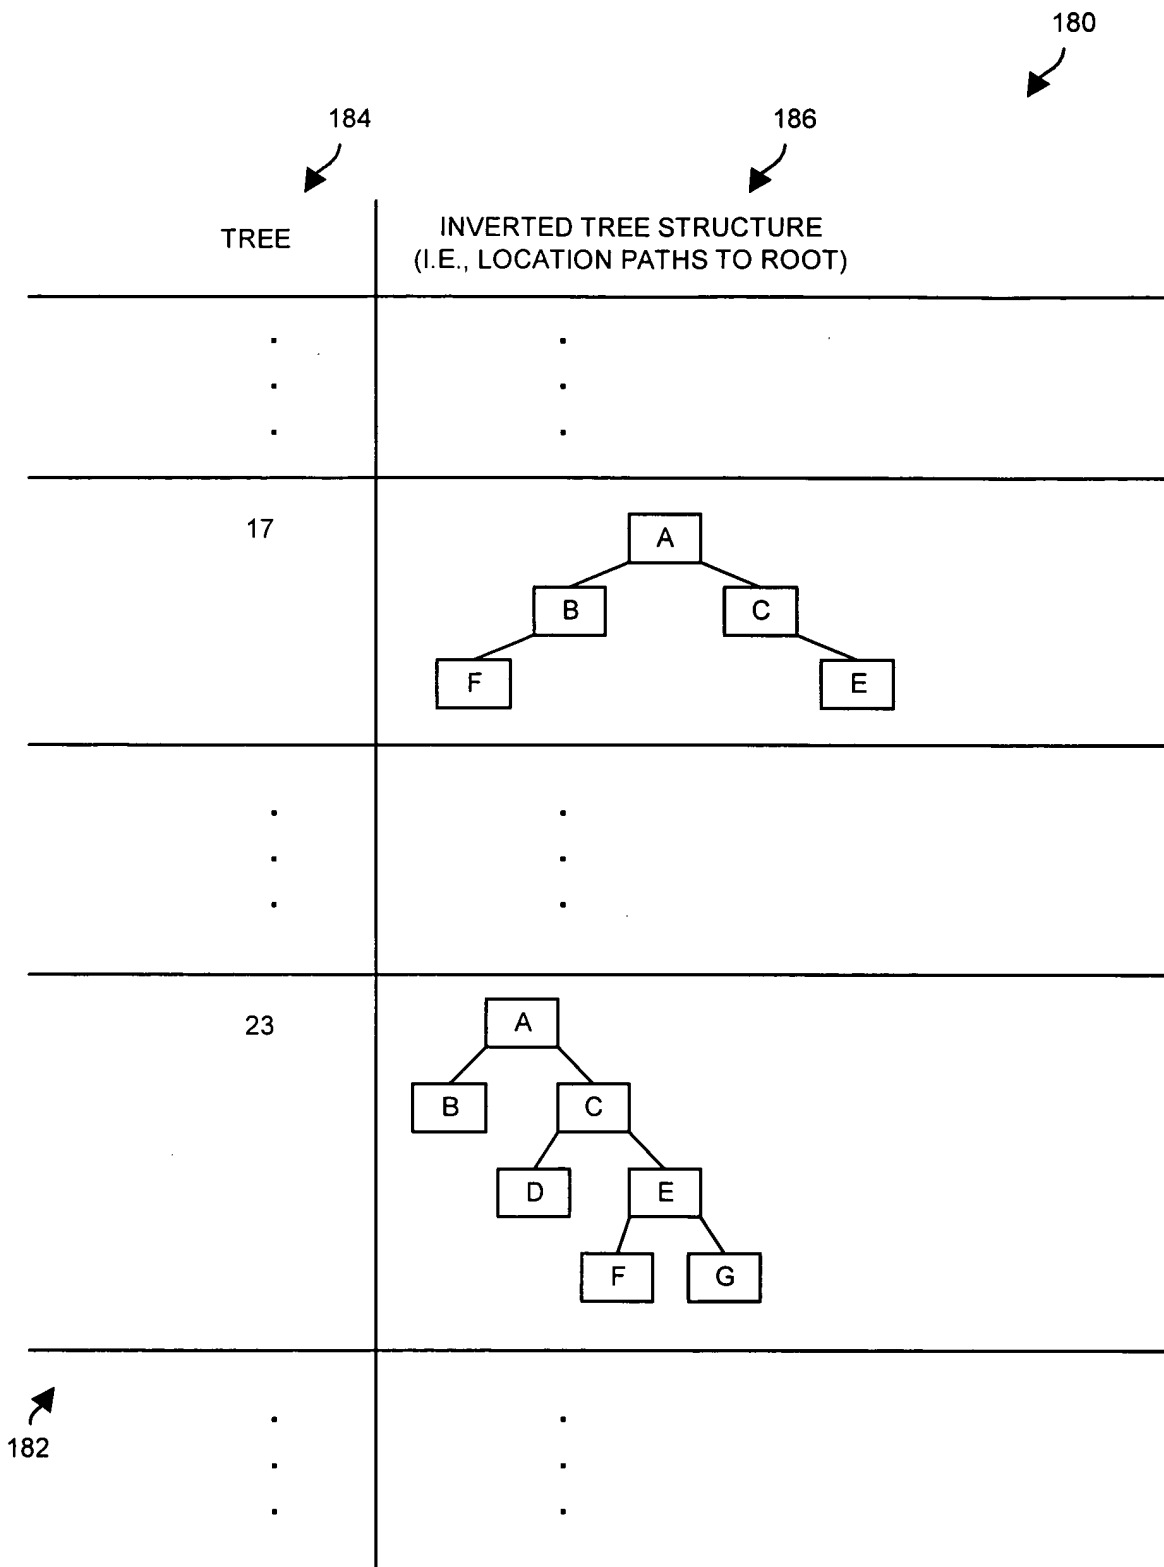 180
184
186
TREE
INVERTED TREE STRUCTURE
(I.E., LOCATION PATHS TO ROOT)
17
A
B
C
F
E
23
A
B
C
D
E
F
G
182